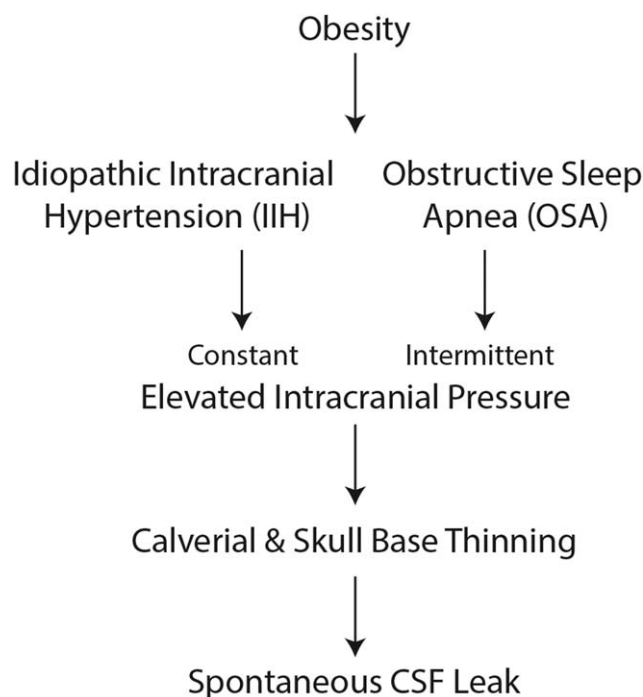 Obesity
Idiopathic Intracranial
Hypertension (IIH)
Obstructive Sleep
Apnea (OSA)
Constant
Intermittent
Elevated Intracranial Pressure
Calverial & Skull Base Thinning
Spontaneous CSF Leak